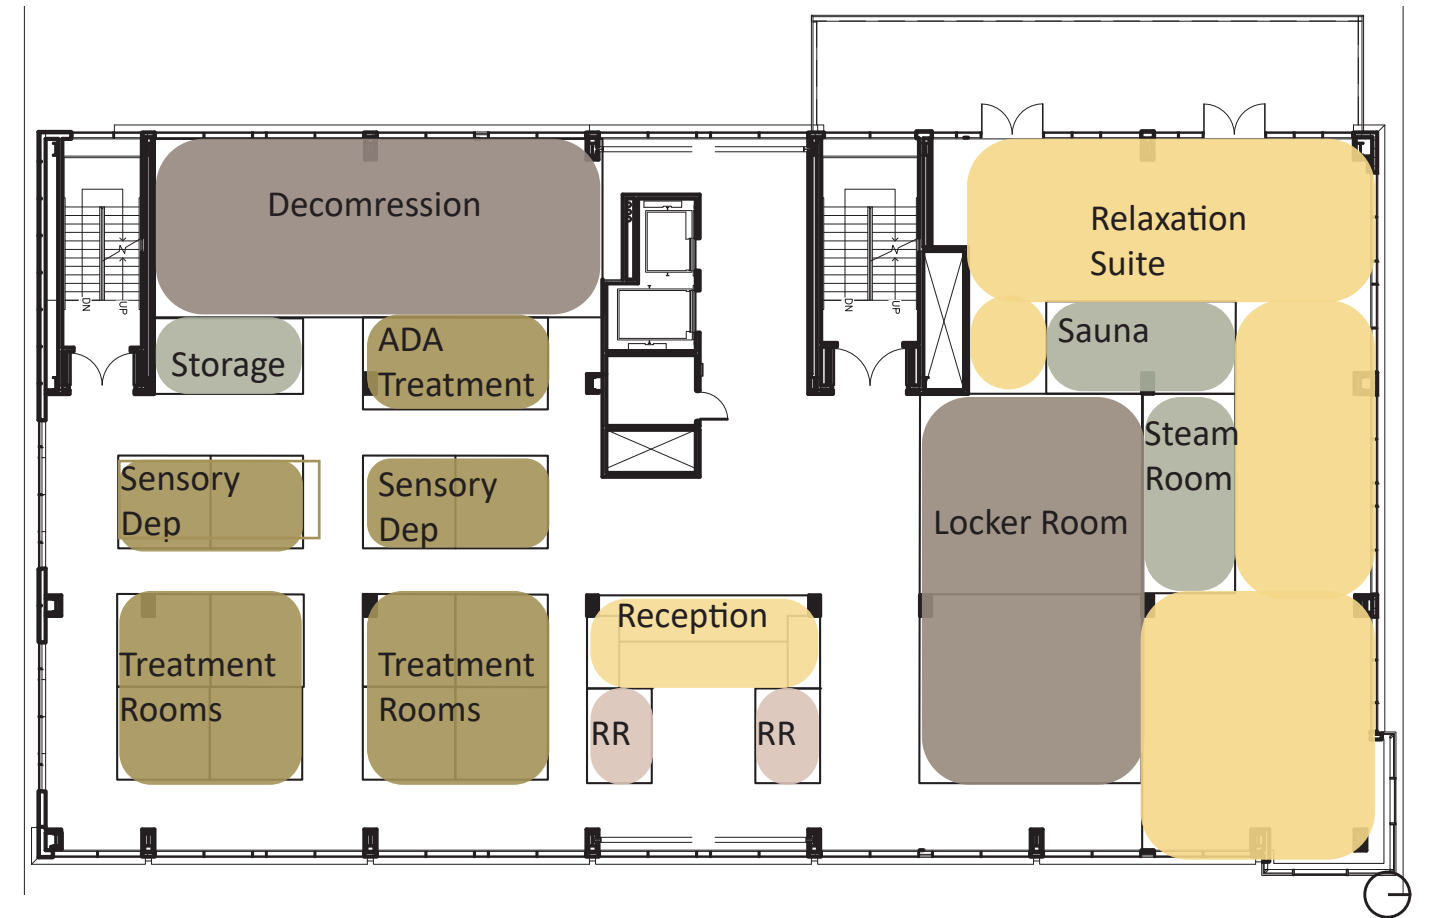 Decomression
Relaxation
Suite
DN
UP
DN
UP
Storage
ADA
Treatment
Sauna
Sensory
Dep
Sensory
Dep
Steam
Room
Locker Room
Reception
Treatment
Rooms
Treatment
Rooms
RR
RR